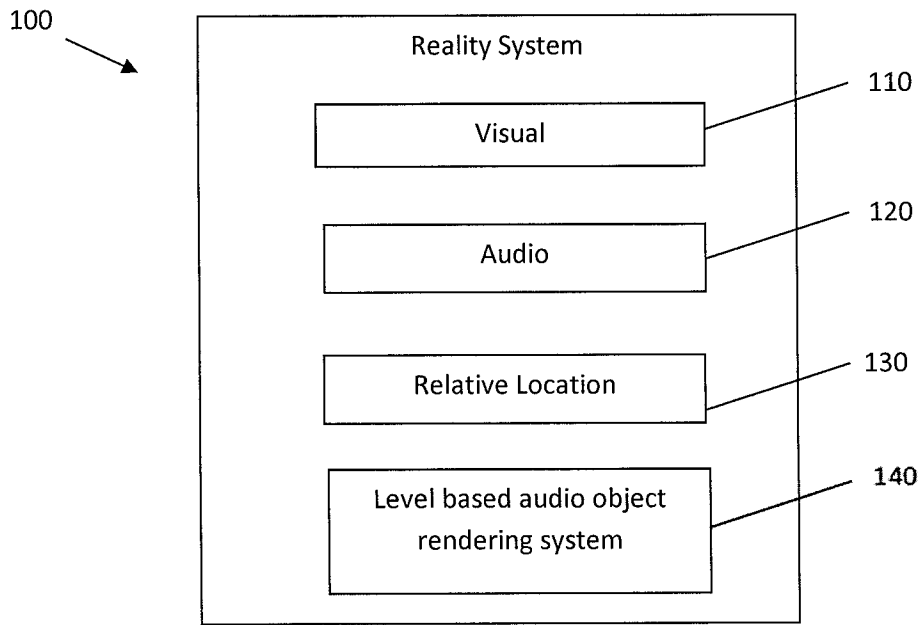 100
Reality System
110
Visual
120
Audio
130
Relative Location
140
Level based audio object
rendering system